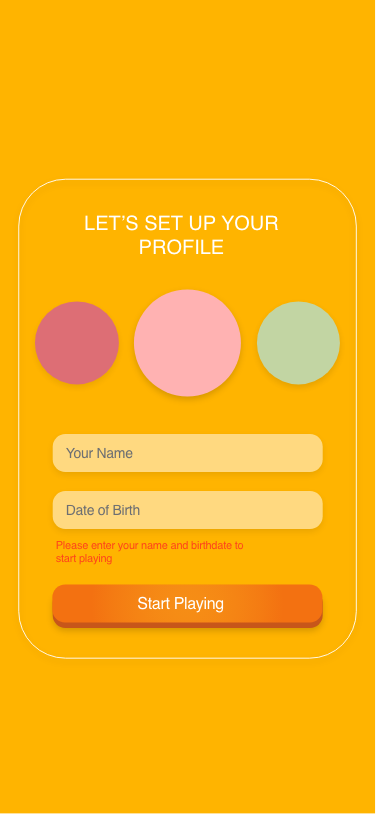 LET’S SET UP YOUR
PROFILE
Your Name
Date of Birth
Please enter your name and birthdate to
start playing
Start Playing